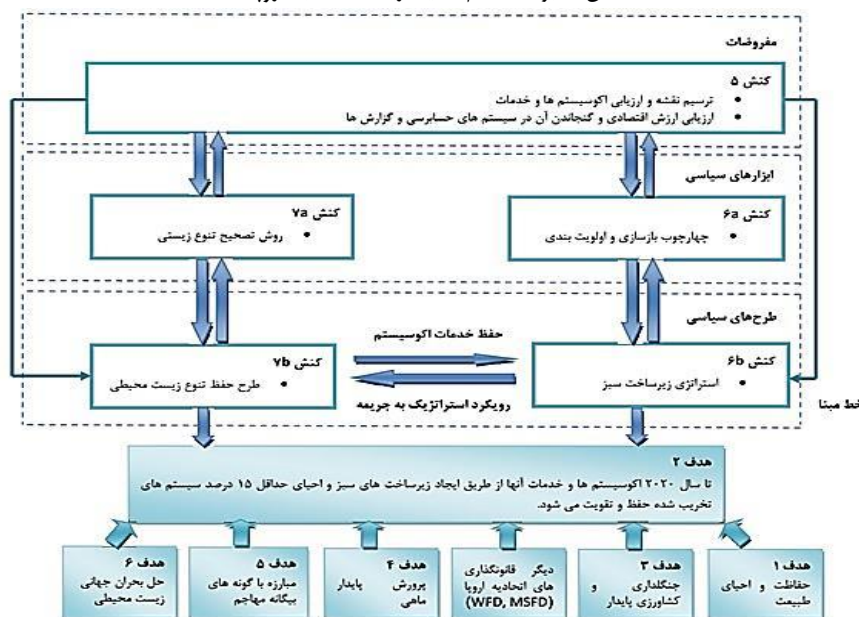 مفروضات
کنش ۵
ترسیم نقشه و ارزیابی اکوسیستم ها و خدمات
ارزیابی ارزش اقتصادی و گنجاندن آن در سیستم های حسابرسی و گزارش ها
ابزارهای سیاسی
کنش ۶a
چهارچوب بازسازی و اولویت بندی
کنش ۷a
روش تصحیح تنوع زیستی
طرح‌های سیاسی
کنش ۶b
استراتژی زیرساخت سبز
حفظ خدمات اکوسیستم
رویکرد استراتژیک به جریمه
کنش ۷b
طرح حفظ تنوع زیست محیطی
خط مبنا
هدف ۲
تا سال ۲۰۲۰ اکوسیستم ها و خدمات آنها از طریق ایجاد زیرساخت های سبز و احیای حداقل ۱۵ درصد سیستم های
تخریب شده حفظ و تقویت می شود.
هدف ۱
حفاظت و احیای
طبیعت
هدف ۳
جنگلداری و
کشاورزی پایدار
دیگر قانونگذاری
های اتحادیه اروپا
(WFD, MSFD)
هدف ۴
پرورش پایدار
ماهی
هدف ۵
مبارزه با گونه های
بیگانه مهاجم
هدف ۶
حل بحران جهانی
زیست محیطی